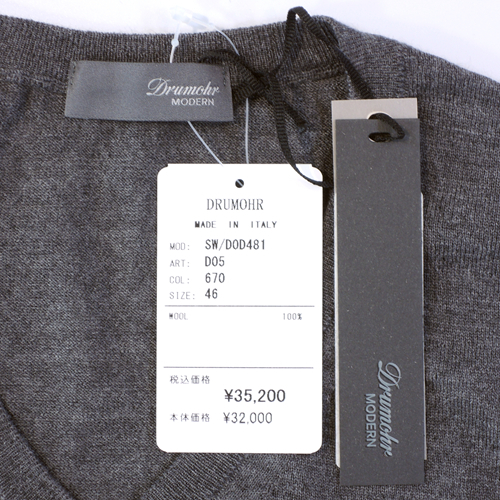 Drumohr
MODERN
DRUMOHR
MADE IN ITALY
MOD: SW/D0D481
ART: D05
COL: 670
SIZE: 46
WOOL 100%
税込価格
¥35,200
本体価格 ¥32,000
Drumohr
MODERN